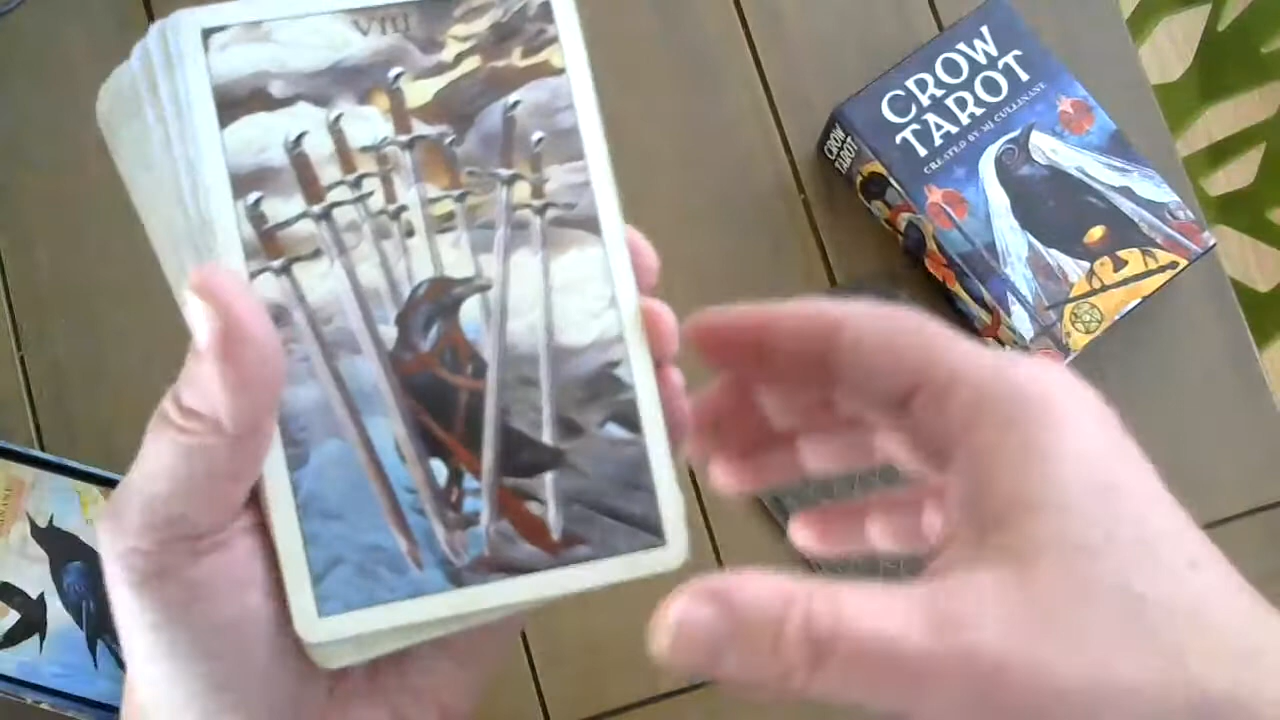 VIII
CROW
TAROT
CREATED BY MJ CULLINANE
CROW
TAROT